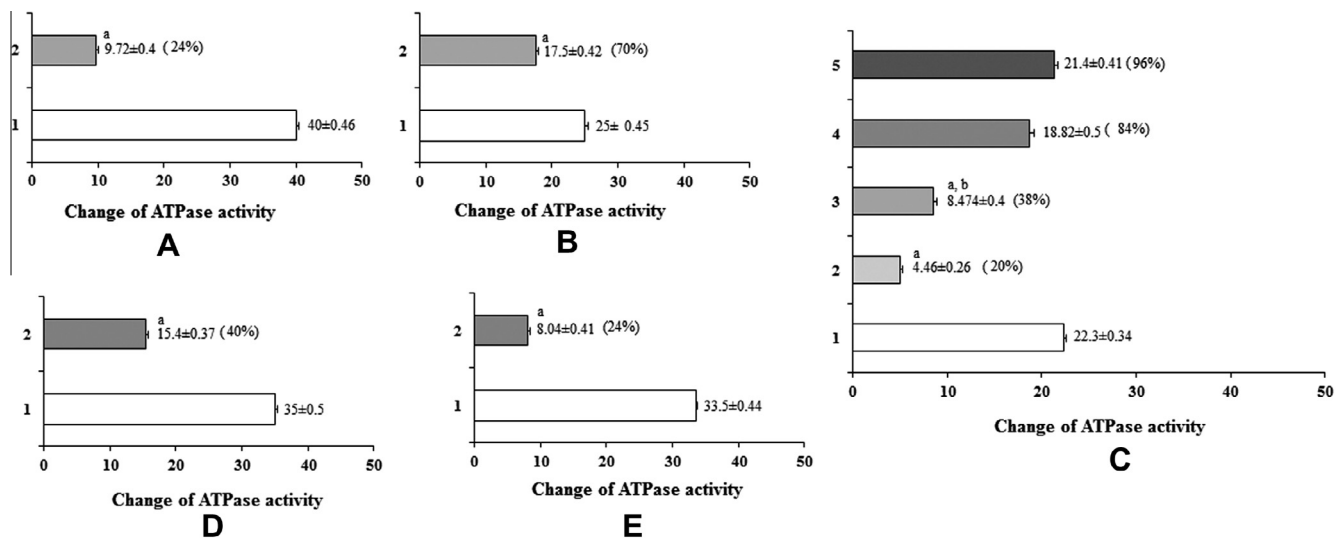 2
a
9.72±0.4 (24%)
1
40±0.46
0 10 20 30 40 50
Change of ATPase activity
A
2
a
17.5±0.42 (70%)
1
25± 0.45
0 10 20 30 40 50
Change of ATPase activity
B
5
21.4±0.41 (96%)
4
18.82±0.5 ( 84%)
3
a, b
8.474±0.4 (38%)
2
a
4.46±0.26 ( 20%)
1
22.3±0.34
0 10 20 30 40 50
Change of ATPase activity
C
2
a
15.4±0.37 (40%)
1
35±0.5
0 10 20 30 40 50
Change of ATPase activity
D
2
a
8.04±0.41 (24%)
1
33.5±0.44
0 10 20 30 40 50
Change of ATPase activity
E